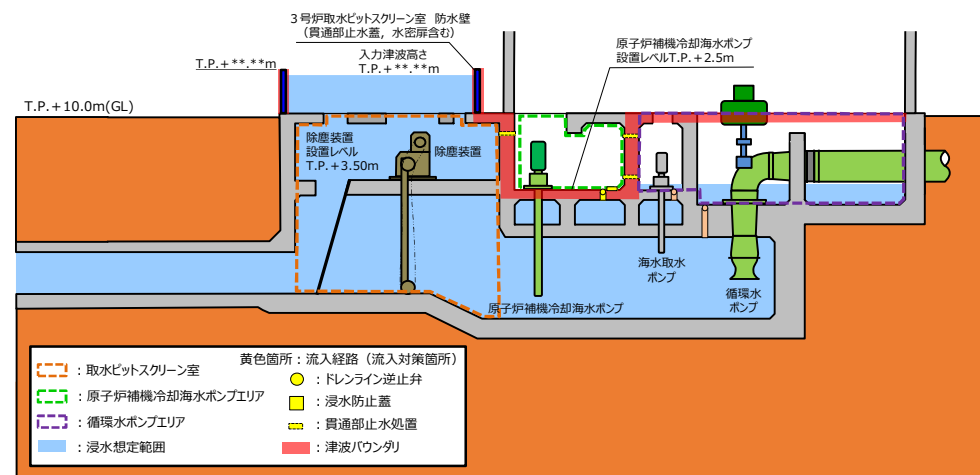 3号炉取水ピットスクリーン室 防水壁
(貫通部止水蓋，水密扉含む)
T.P.+**.**m
入力津波高さ
T.P.+**.**m
原子炉補機冷却海水ポンプ
設置レベルT.P.+2.5m
T.P.+10.0m(GL)
除塵装置
設置レベル
T.P.+3.50m
除塵装置
原子炉補機冷却海水ポンプ
海水取水
ポンプ
循環水
ポンプ
黄色箇所：流入経路（流入対策箇所）
：取水ピットスクリーン室
：原子炉補機冷却海水ポンプエリア
：循環水ポンプエリア
：浸水想定範囲
：ドレンライン逆止弁
：浸水防止蓋
：貫通部止水処置
：津波バウンダリ